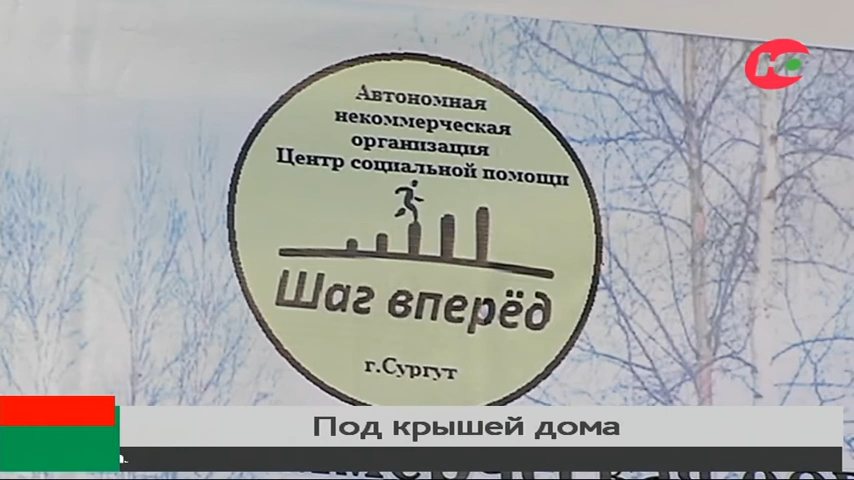 Автономная
некоммерческая
организация
Центр социальной помощи
Шаг вперёд
г.Сургут
Под крышей дома
а.